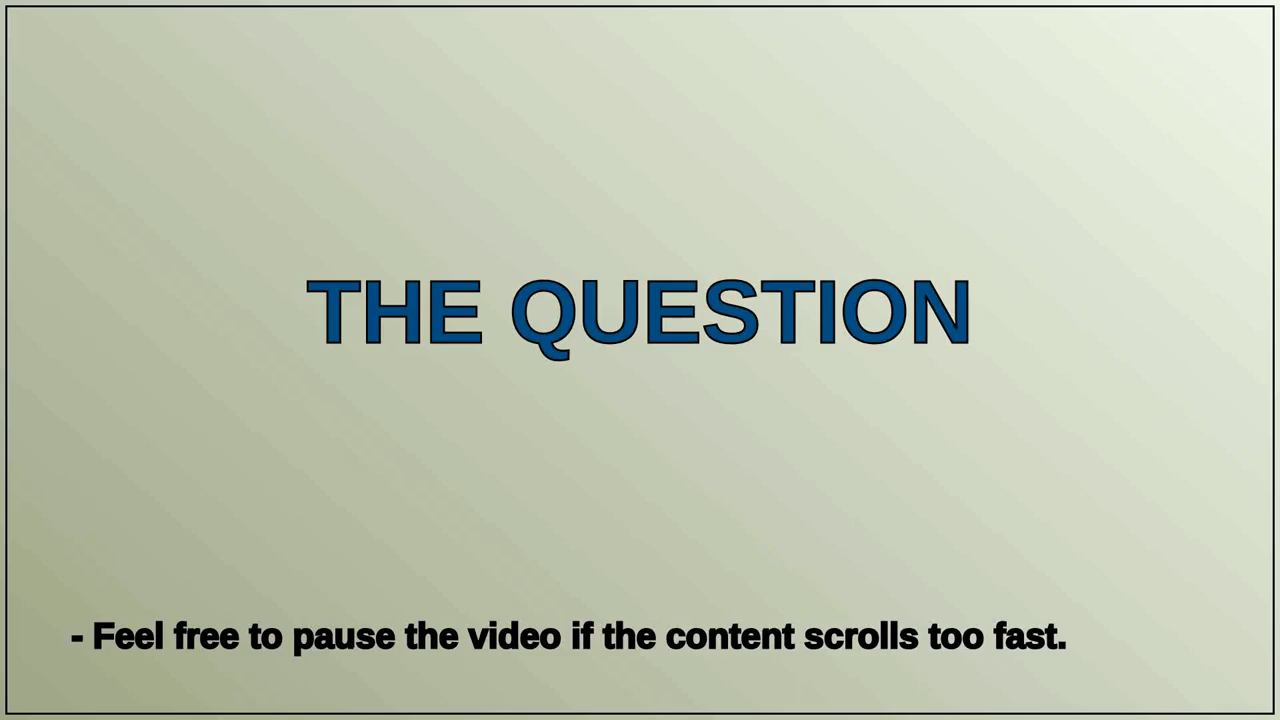 THE QUESTION
- Feel free to pause the video if the content scrolls too fast.